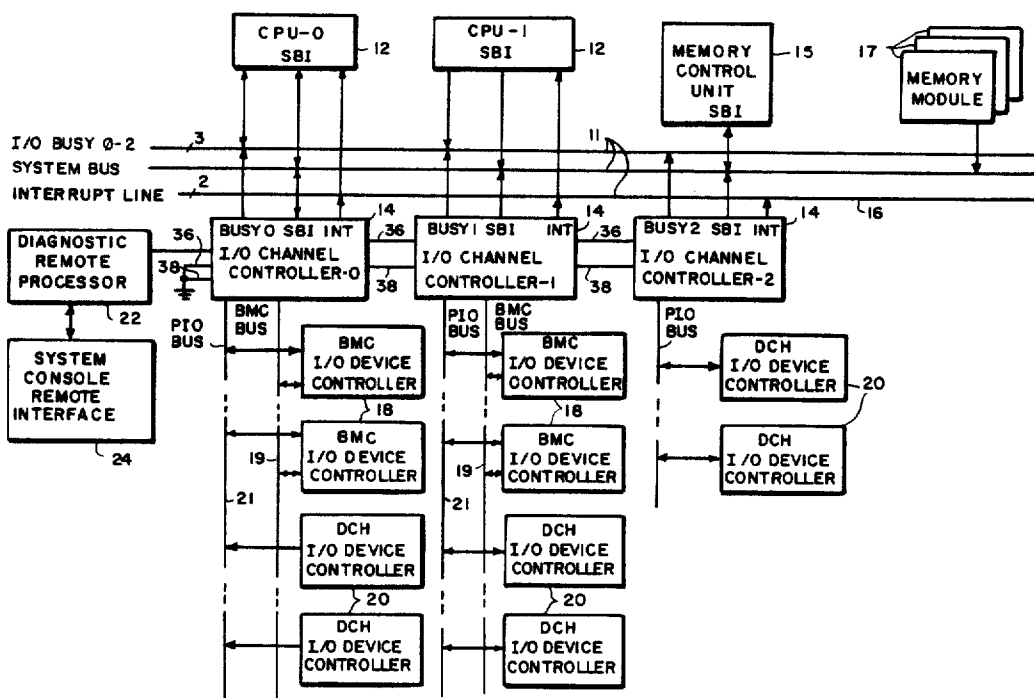 CPU-0
SBI
12
CPU-1
SBI
12
MEMORY
CONTROL
UNIT
SBI
15
17
MEMORY
MODULE
I/O BUSY 0-2
3
11
SYSTEM BUS
INTERRUPT LINE
2
16
14
14
14
DIAGNOSTIC
REMOTE
PROCESSOR
22
36
38
BUSY0 SBI INT
I/O CHANNEL
CONTROLLER-0
36
38
BUSY1 SBI INT
I/O CHANNEL
CONTROLLER-1
36
38
BUSY2 SBI INT
I/O CHANNEL
CONTROLLER-2
SYSTEM
CONSOLE
REMOTE
INTERFACE
24
PIO
BUS
BMC
BUS
PIO
BUS
BMC
BUS
PIO
BUS
BMC
I/O DEVICE
CONTROLLER
BMC
I/O DEVICE
CONTROLLER
DCH
I/O DEVICE
CONTROLLER
18
18
20
BMC
I/O DEVICE
CONTROLLER
BMC
I/O DEVICE
CONTROLLER
DCH
I/O DEVICE
CONTROLLER
19
19
21
21
DCH
I/O DEVICE
CONTROLLER
DCH
I/O DEVICE
CONTROLLER
20
20
DCH
I/O DEVICE
CONTROLLER
DCH
I/O DEVICE
CONTROLLER